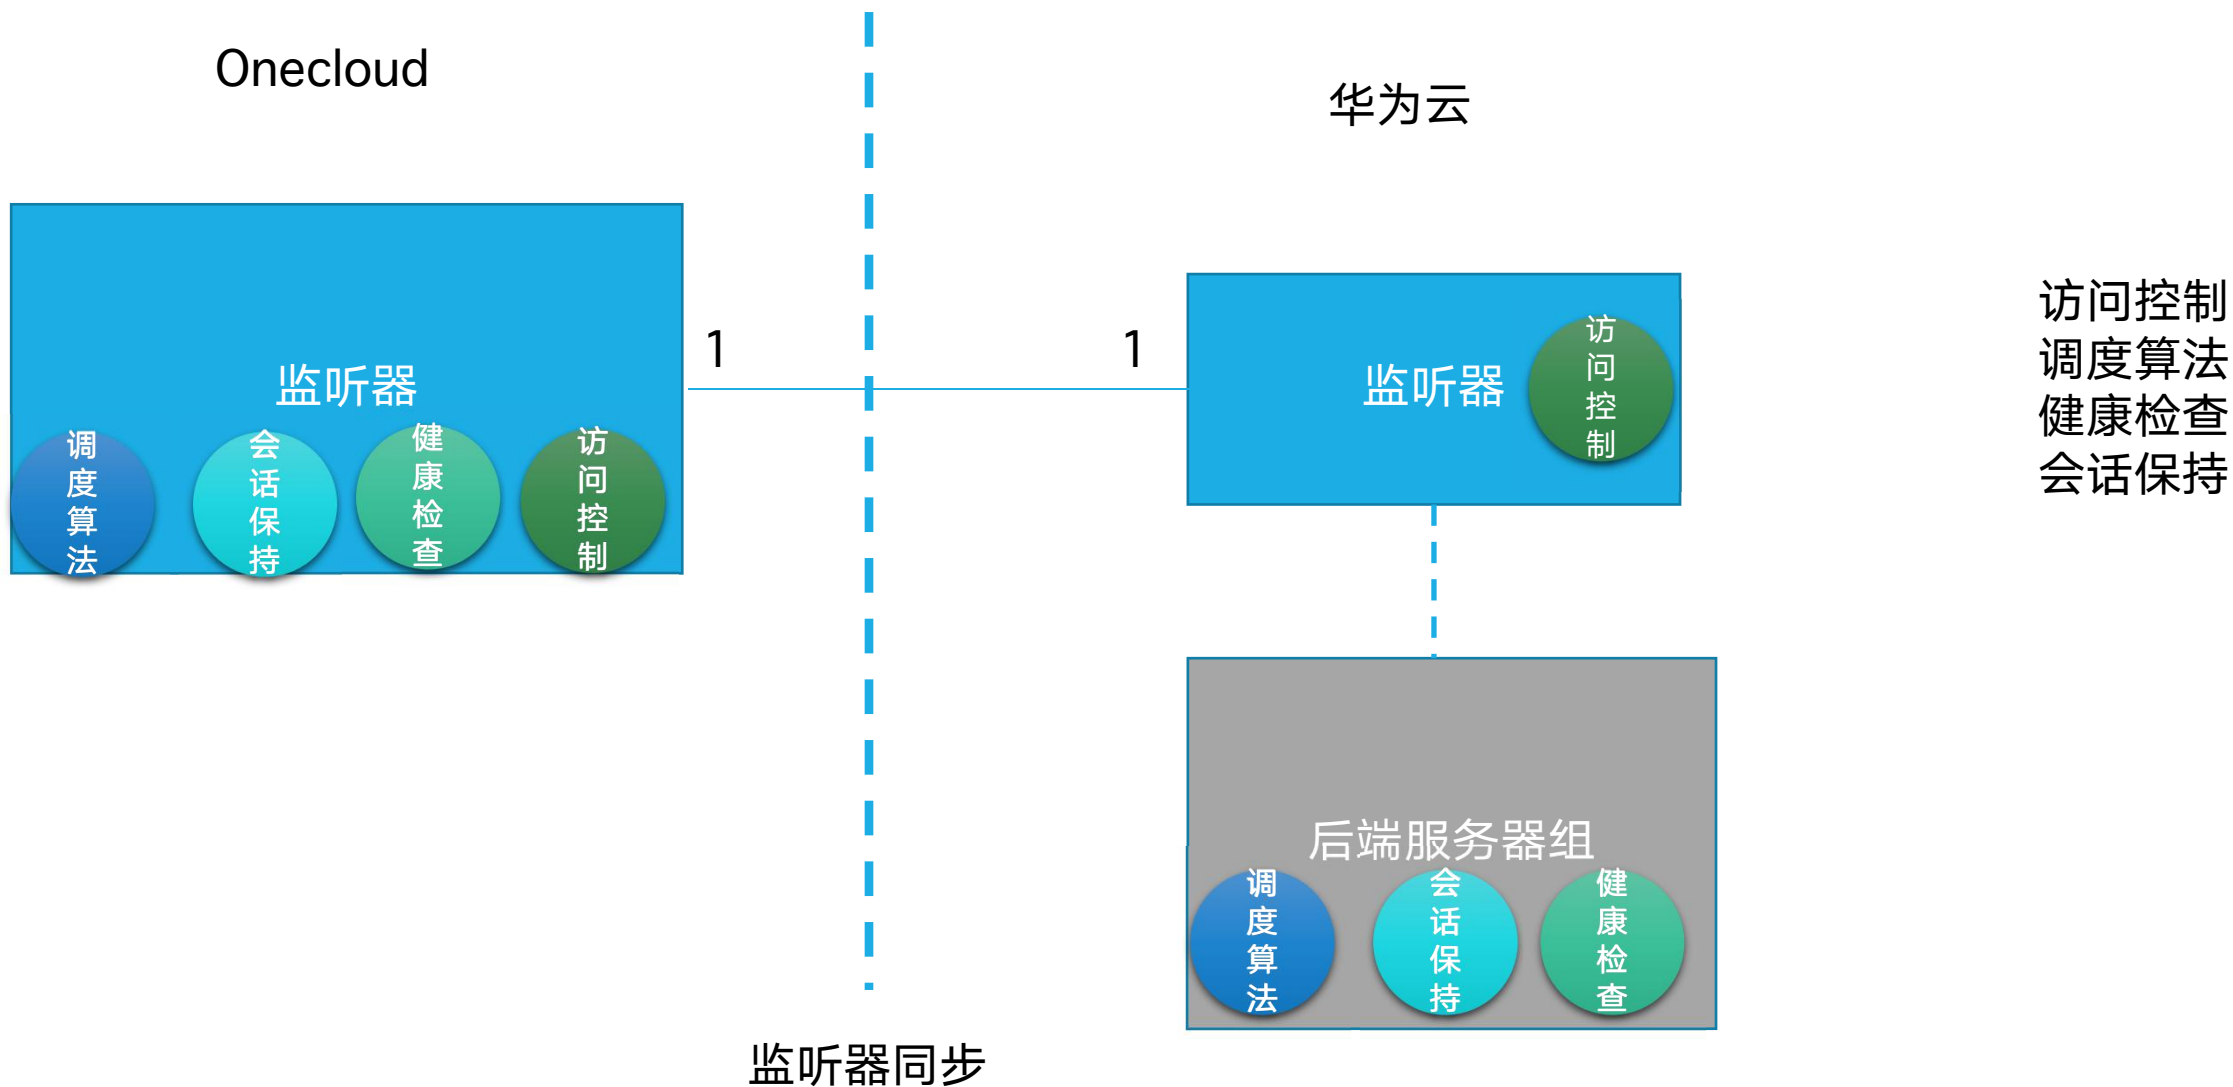 Onecloud
华为云
监听器
调度算法
会话保持
健康检查
访问控制
1
1
监听器
访问控制
访问控制
调度算法
健康检查
会话保持
后端服务器组
调度算法
会话保持
健康检查
监听器同步